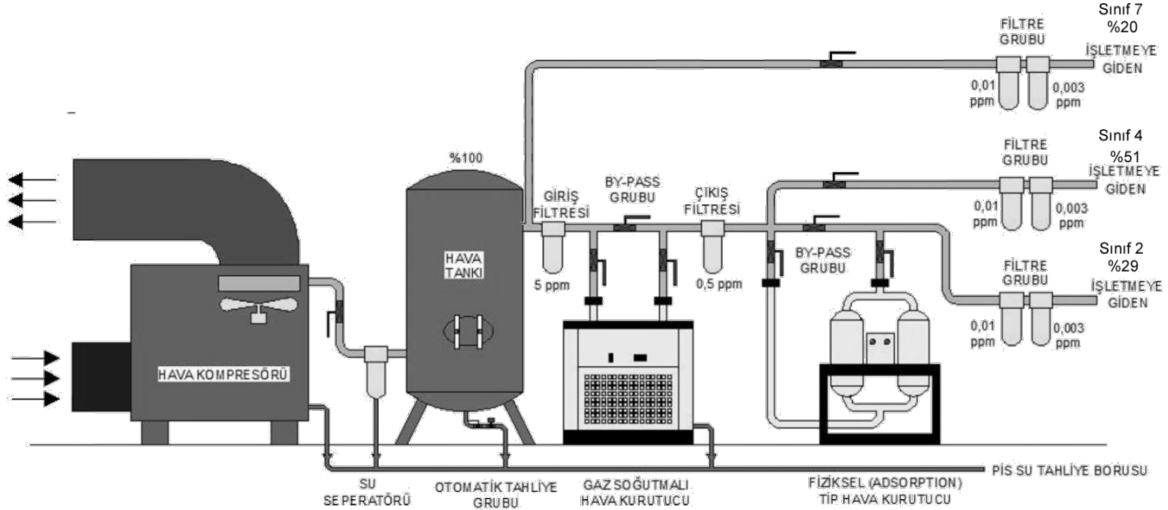 Sınıf 7
%20
FİLTRE
GRUBU
İŞLETMEYE
GİDEN
0,01
ppm
0,003
ppm
Sınıf 4
%51
FİLTRE
GRUBU
İŞLETMEYE
GİDEN
0,01
ppm
0,003
ppm
%100
GİRİŞ
FİLTRESİ
BY-PASS
GRUBU
ÇIKIŞ
FİLTRESİ
5 ppm
0,5 ppm
BY-PASS
GRUBU
Sınıf 2
%29
FİLTRE
GRUBU
İŞLETMEYE
GİDEN
0,01
ppm
0,003
ppm
HAVA
TANKI
HAVA KOMPRESÖRÜ
SU
SEPERATÖRÜ
OTOMATİK TAHLİYE
GRUBU
GAZ SOĞUTMALI
HAVA KURUTUCU
FİZİKSEL (ADSORPTION)
TİP HAVA KURUTUCU
PİS SU TAHLİYE BORUSU